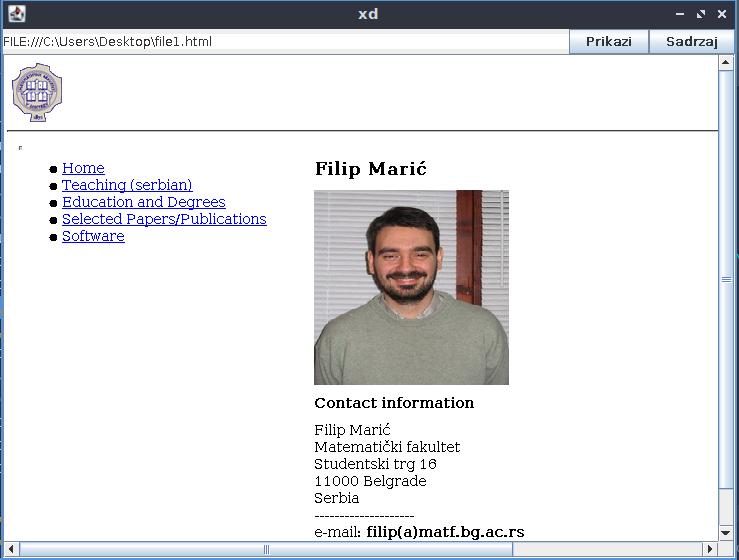 xd
FILE:///C:\Users\Desktop\file1.html
Prikazi
Sadrzaj
Home
Teaching (serbian)
Education and Degrees
Selected Papers/Publications
Software
Filip Marić
Contact information
Filip Marić
Matematički fakultet
Studentski trg 16
11000 Belgrade
Serbia
--------------------
e-mail: filip(a)matf.bg.ac.rs